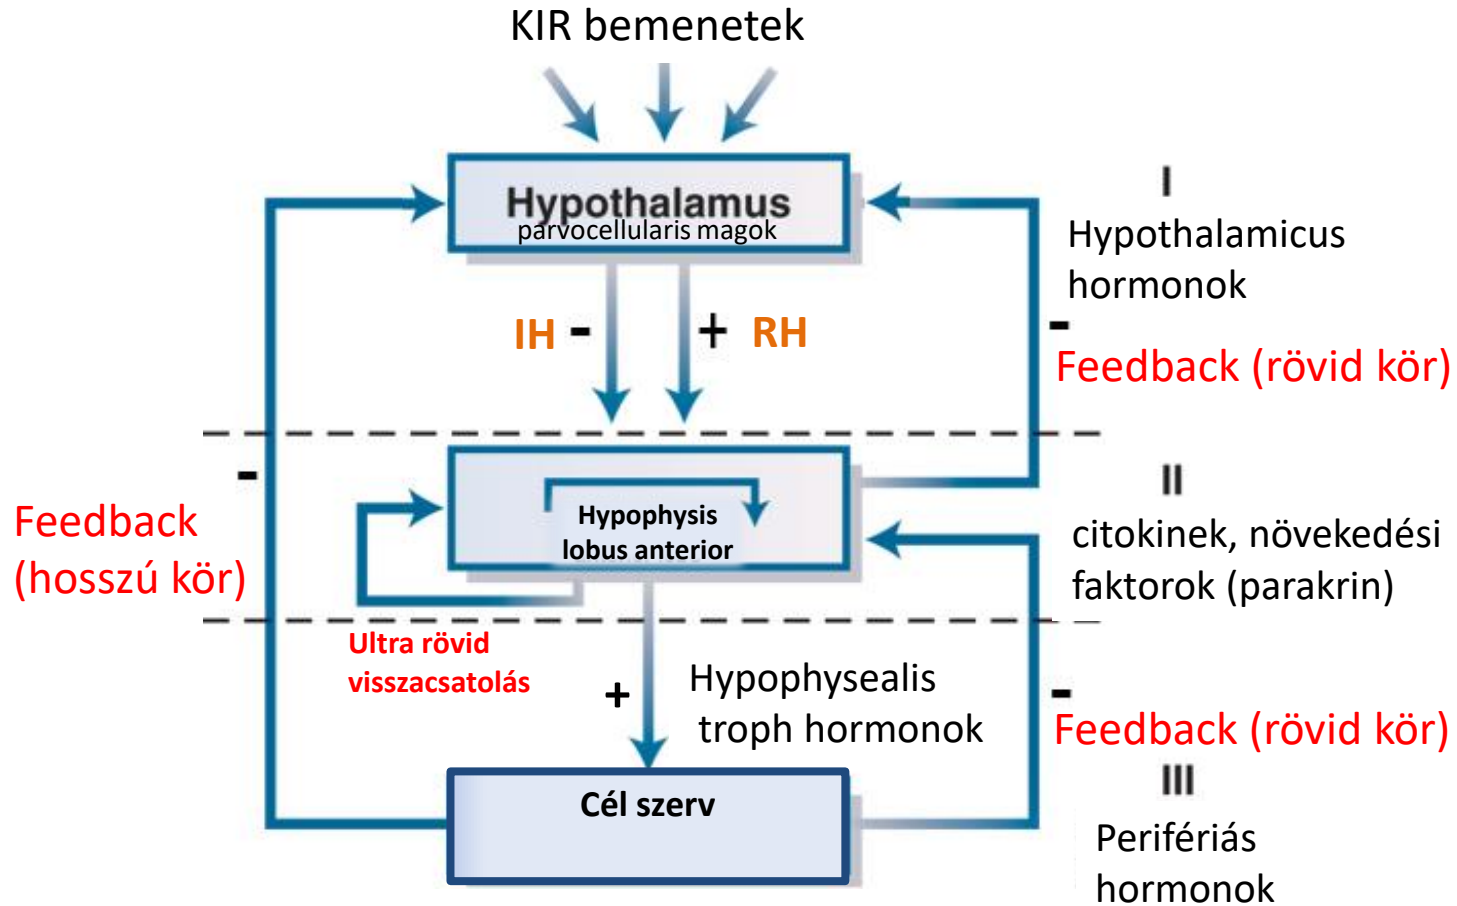 KIR bemenetek
Hypothalamus
parvocellularis magok
I
Hypothalamicus
hormonok
IH - + RH
-
Feedback (rövid kör)
-
Feedback
(hosszú kör)
Hypophysis
lobus anterior
II
citokinek, növekedési
faktorok (parakrin)
Ultra rövid
visszacsatolás
+
Hypophysealis
troph hormonok
-
Feedback (rövid kör)
III
Cél szerv
Perifériás
hormonok